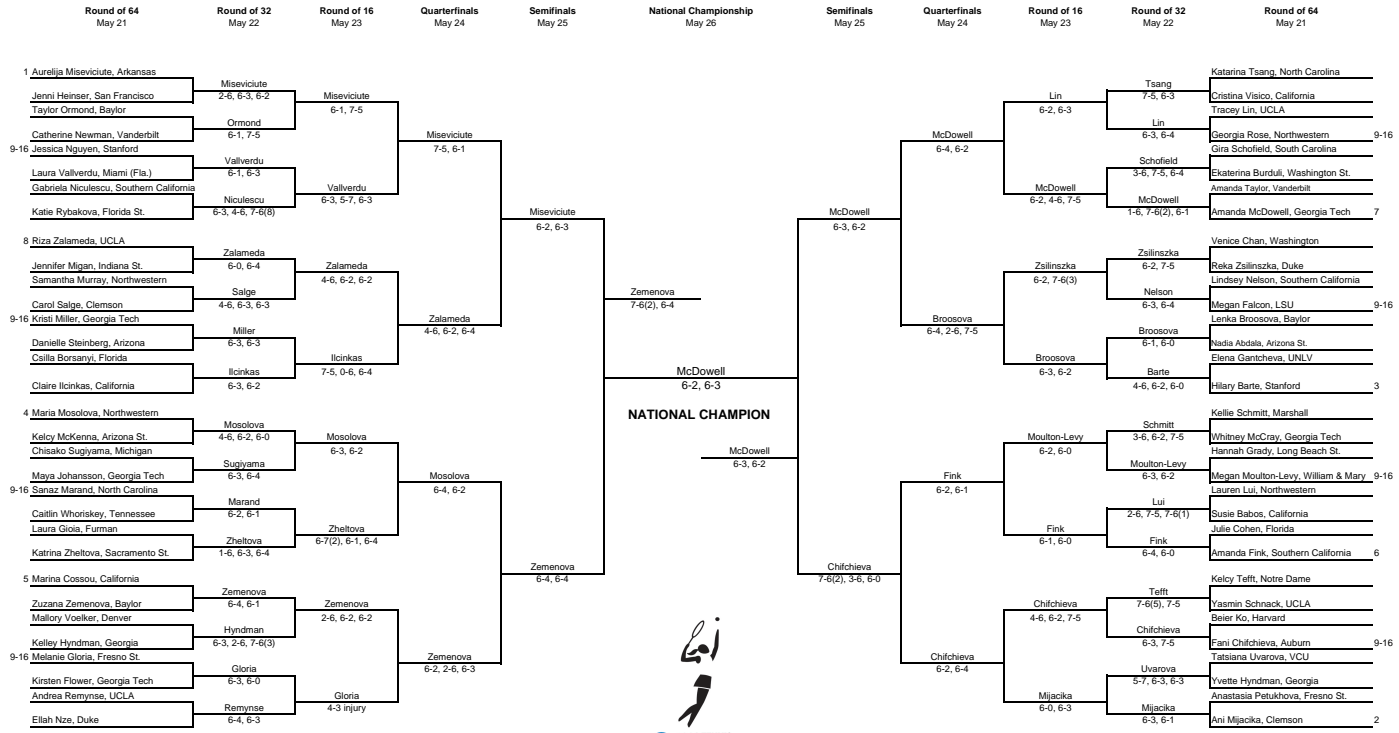 Round of 64 Round of 32 Round of 16 Quarterfinals Semifinals National Championship Semifinals Quarterfinals Round of 16 Round of 32 Round of 64
May 21 May 22 May 23 May 24 May 25 May 26 May 25 May 24 May 23 May 22 May 21
1 Aurelija Miseviciute, Arkansas
Miseviciute
2-6, 6-3, 6-2
Jenni Heinser, San Francisco
Miseviciute
6-1, 7-5
Taylor Ormond, Baylor
Ormond
6-1, 7-5
Catherine Newman, Vanderbilt
Miseviciute
7-5, 6-1
9-16 Jessica Nguyen, Stanford
Vallverdu
6-1, 6-3
Laura Vallverdu, Miami (Fla.)
Vallverdu
6-3, 5-7, 6-3
Gabriela Niculescu, Southern California
Niculescu
6-3, 4-6, 7-6(8)
Katie Rybakova, Florida St.
Miseviciute
6-2, 6-3
8 Riza Zalameda, UCLA
Zalameda
6-0, 6-4
Jennifer Migan, Indiana St.
Zalameda
4-6, 6-2, 6-2
Samantha Murray, Northwestern
Salge
4-6, 6-3, 6-3
Carol Salge, Clemson
Zalameda
4-6, 6-2, 6-4
9-16 Kristi Miller, Georgia Tech
Miller
6-3, 6-3
Danielle Steinberg, Arizona
Ilcinkas
7-5, 0-6, 6-4
Csilla Borsanyi, Florida
Ilcinkas
6-3, 6-2
Claire Ilcinkas, California
Zemenova
7-6(2), 6-4
4 Maria Mosolova, Northwestern
Mosolova
4-6, 6-2, 6-0
Kelcy McKenna, Arizona St.
Mosolova
6-3, 6-2
Chisako Sugiyama, Michigan
Sugiyama
6-3, 6-4
Maya Johansson, Georgia Tech
Mosolova
6-4, 6-2
9-16 Sanaz Marand, North Carolina
Marand
6-2, 6-1
Caitlin Whoriskey, Tennessee
Zheltova
6-7(2), 6-1, 6-4
Laura Gioia, Furman
Zheltova
1-6, 6-3, 6-4
Katrina Zheltova, Sacramento St.
Zemenova
6-4, 6-4
5 Marina Cossou, California
Zemenova
6-4, 6-1
Zuzana Zemenova, Baylor
Zemenova
2-6, 6-2, 6-2
Mallory Voelker, Denver
Hyndman
6-3, 2-6, 7-6(3)
Kelley Hyndman, Georgia
Zemenova
6-2, 2-6, 6-3
9-16 Melanie Gloria, Fresno St.
Gloria
6-3, 6-0
Kirsten Flower, Georgia Tech
Gloria
4-3 injury
Andrea Remynse, UCLA
Remynse
6-4, 6-3
Ellah Nze, Duke
McDowell
6-2, 6-3
NATIONAL CHAMPION
McDowell
6-3, 6-2
Katarina Tsang, North Carolina
Tsang
7-5, 6-3
Cristina Visico, California
Lin
6-2, 6-3
Tracey Lin, UCLA
Lin
6-3, 6-4
Georgia Rose, Northwestern 9-16
McDowell
6-4, 6-2
Gira Schofield, South Carolina
Schofield
3-6, 7-5, 6-4
Ekaterina Burduli, Washington St.
McDowell
6-2, 4-6, 7-5
Amanda Taylor, Vanderbilt
McDowell
1-6, 7-6(2), 6-1
Amanda McDowell, Georgia Tech 7
McDowell
6-3, 6-2
Venice Chan, Washington
Zsilinszka
6-2, 7-5
Reka Zsilinszka, Duke
Zsilinszka
6-2, 7-6(3)
Lindsey Nelson, Southern California
Nelson
6-3, 6-4
Megan Falcon, LSU 9-16
Broosova
6-4, 2-6, 7-5
Lenka Broosova, Baylor
Broosova
6-1, 6-0
Nadia Abdala, Arizona St.
Broosova
6-3, 6-2
Elena Gantcheva, UNLV
Barte
4-6, 6-2, 6-0
Hilary Barte, Stanford 3
Kellie Schmitt, Marshall
Schmitt
3-6, 6-2, 7-5
Whitney McCray, Georgia Tech
Moulton-Levy
6-2, 6-0
Hannah Grady, Long Beach St.
Moulton-Levy
6-3, 6-2
Megan Moulton-Levy, William & Mary 9-16
Fink
6-2, 6-1
Lauren Lui, Northwestern
Lui
2-6, 7-5, 7-6(1)
Susie Babos, California
Fink
6-1, 6-0
Julie Cohen, Florida
Fink
6-4, 6-0
Amanda Fink, Southern California 6
Chifchieva
7-6(2), 3-6, 6-0
Kelcy Tefft, Notre Dame
Tefft
7-6(5), 7-5
Yasmin Schnack, UCLA
Chifchieva
4-6, 6-2, 7-5
Beier Ko, Harvard
Chifchieva
6-3, 7-5
Fani Chifchieva, Auburn 9-16
Chifchieva
6-2, 6-4
Tatsiana Uvarova, VCU
Uvarova
5-7, 6-3, 6-3
Yvette Hyndman, Georgia
Mijacika
6-0, 6-3
Anastasia Petukhova, Fresno St.
Mijacika
6-3, 6-1
Ani Mijacika, Clemson 2